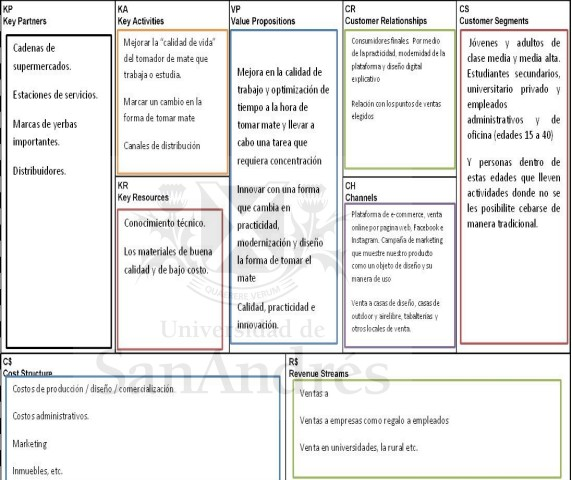 KP
Key Partners
Cadenas de
supermercados.
Estaciones de servicios.
Marcas de yerbas
importantes.
Distribuidores.
KA
Key Activities
Mejorar la "calidad de vida"
del tomador de mate que
trabaja o estudia.
Marcar un cambio en la
forma de tomar mate
Canales de distribución
KR
Key Resources
Conocimiento técnico.
Los materiales de buena
calidad y de bajo costo.
VP
Value Propositions
Mejora en la calidad de
trabajo y optimización de
tiempo a la hora de
tomar mate y llevar a
cabo una tarea que
requiera concentración
Innovar con una forma
que cambia en
practicidad,
modernización y diseño
la forma de tomar el
mate
Calidad, practicidad e
innovación.
CR
Customer Relationships
Consumidores finales. Por medio
de la practicidad, modernidad de la
plataforma y diseño digital
explicativo
Relación con los puntos de ventas
elegidos
CH
Channels
Plataforma de e-commerce, venta
online por pagina web, Facebook e
Instagram. Campaña de marketing
que muestre nuestro producto
como un objeto de diseño y su
manera de uso
Venta a casas de diseño, casas de
outdoor y airelibre, tabalterias y
otros locales de venta.
CS
Customer Segments
Jóvenes y adultos de
clase media y media alta.
Estudiantes secundarios,
universitario privado y
empleados
administrativos y de
oficina (edades 15 a 40)
Y personas dentro de
estas edades que lleven
actividades donde no se
les posibilite cebarse de
manera tradicional.
C$
Cost Structure
Costos de producción / diseño / comercialización
Costos administrativos.
Marketing
Inmuebles, etc.
R$
Revenue Streams
Ventas a
Ventas a empresas como regalo a empleados
Venta en universidades, la rural etc.
QUAERERE VERUM
Universidad de
SanAndrés